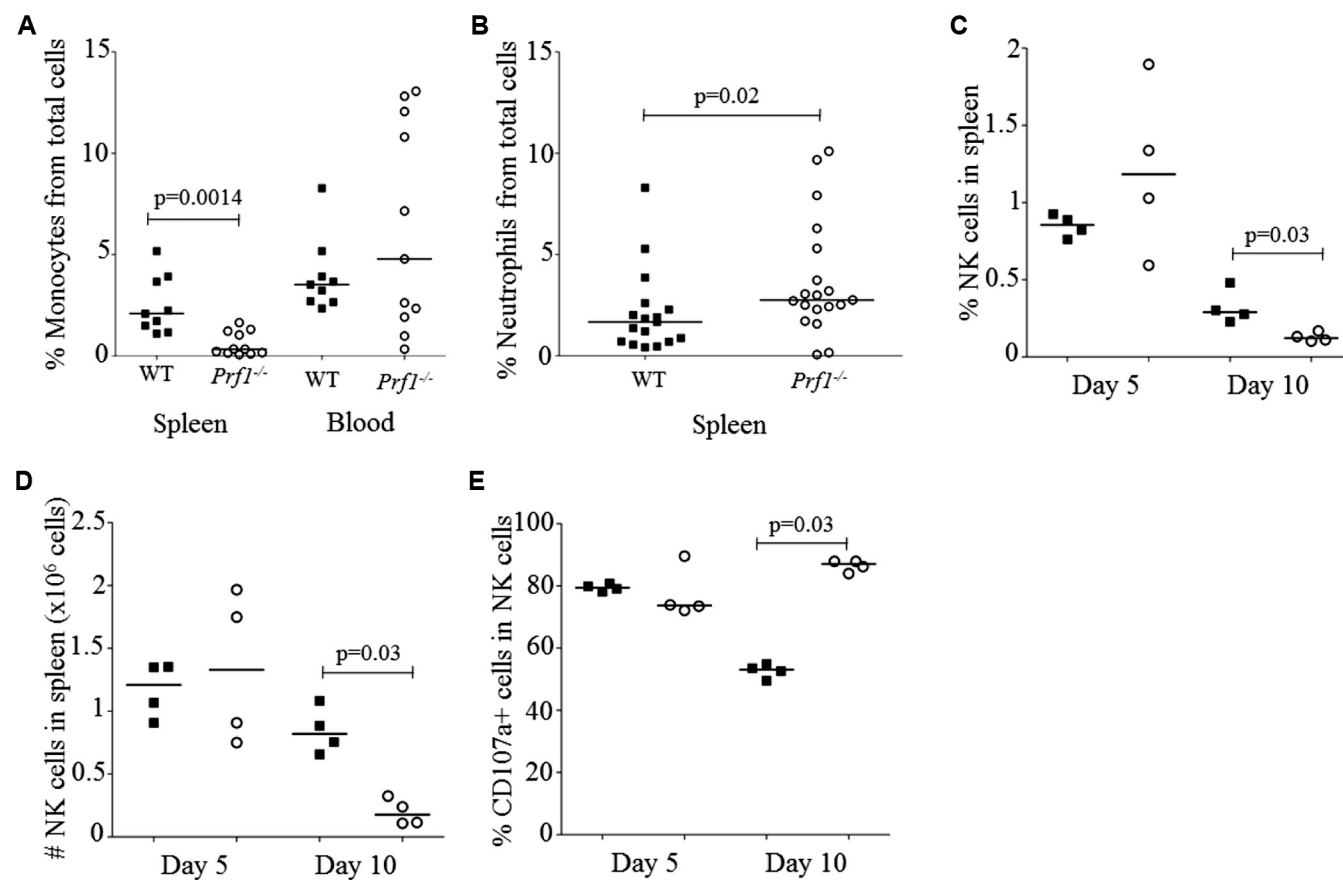 A
% Monocytes from total cells
15
10
5
0
p=0.0014
WT
Prf1-/-
WT
Prf1-/-
Spleen
Blood
B
% Neutrophils from total cells
15
10
5
0
p=0.02
WT
Prf1-/-
Spleen
C
% NK cells in spleen
2
1.5
1
0.5
0
p=0.03
Day 5
Day 10
D
# NK cells in spleen (x10⁶ cells)
2.5
2
1.5
1
0.5
0
p=0.03
Day 5
Day 10
E
% CD107a+ cells in NK cells
100
80
60
40
20
0
p=0.03
Day 5
Day 10